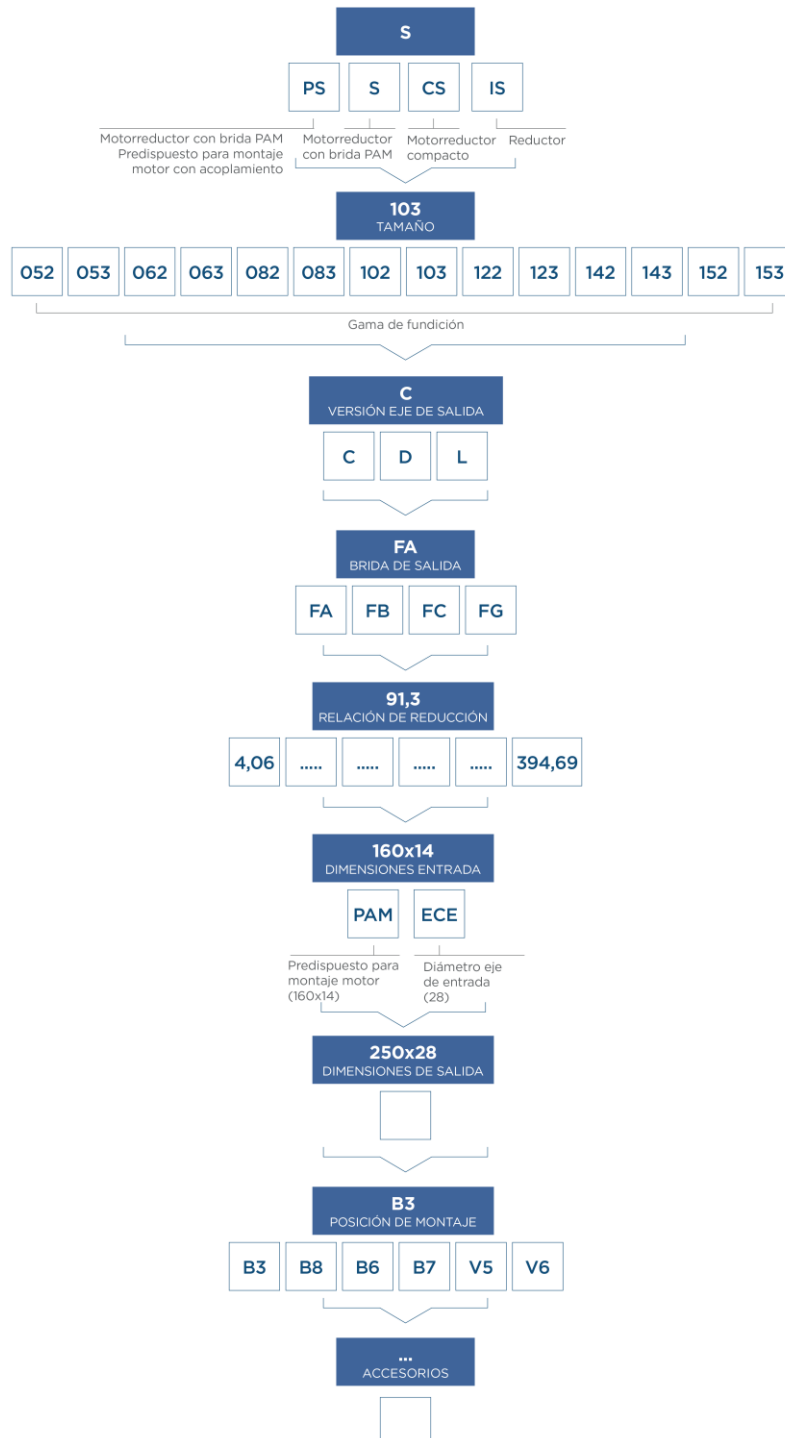 S
PS S CS IS
Motorreductor con brida PAM
Predispuesto para montaje
motor con acoplamiento
Motorreductor
con brida PAM
Motorreductor
compacto
Reductor
103
TAMAÑO
052 053 062 063 082 083 102 103 122 123 142 143 152 153
Gama de fundición
C
VERSIÓN EJE DE SALIDA
C D L
FA
BRIDA DE SALIDA
FA FB FC FG
91,3
RELACIÓN DE REDUCCIÓN
4,06 ..... ..... ..... ..... 394,69
160x14
DIMENSIONES ENTRADA
PAM ECE
Predispuesto para
montaje motor
(160x14)
Diámetro eje
de entrada
(28)
250x28
DIMENSIONES DE SALIDA
B3
POSICIÓN DE MONTAJE
B3 B8 B6 B7 V5 V6
...
ACCESORIOS